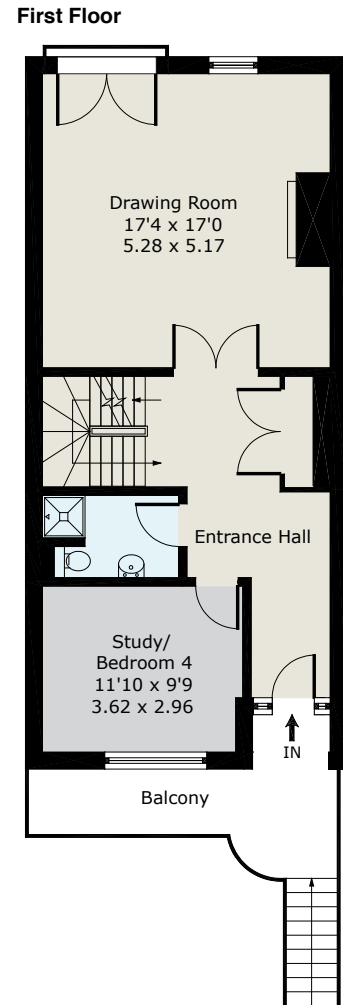 First Floor
Drawing Room
17'4 x 17'0
5.28 x 5.17
Entrance Hall
Study/
Bedroom 4
11'10 x 9'9
3.62 x 2.96
IN
Balcony